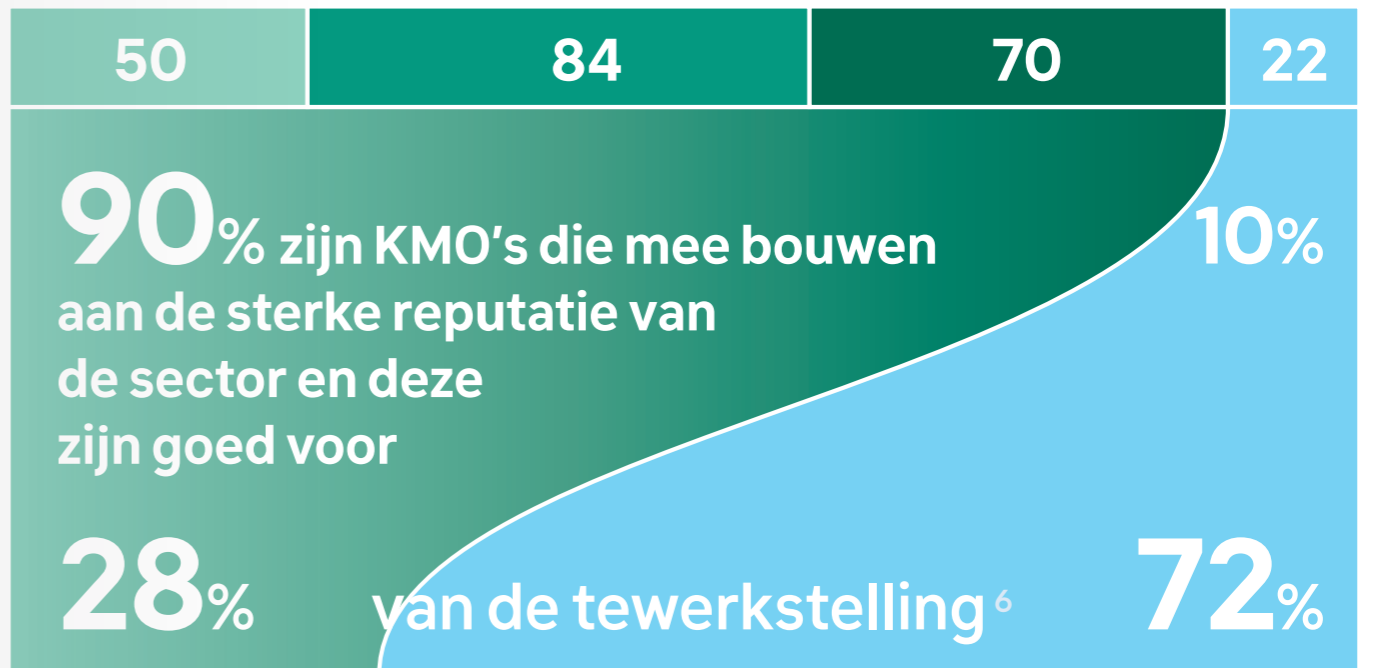 50 84 70 22
90% zijn KMO's die mee bouwen 10%
aan de sterke reputatie van
de sector en deze
zijn goed voor
28% van de tewerkstelling 6 72%